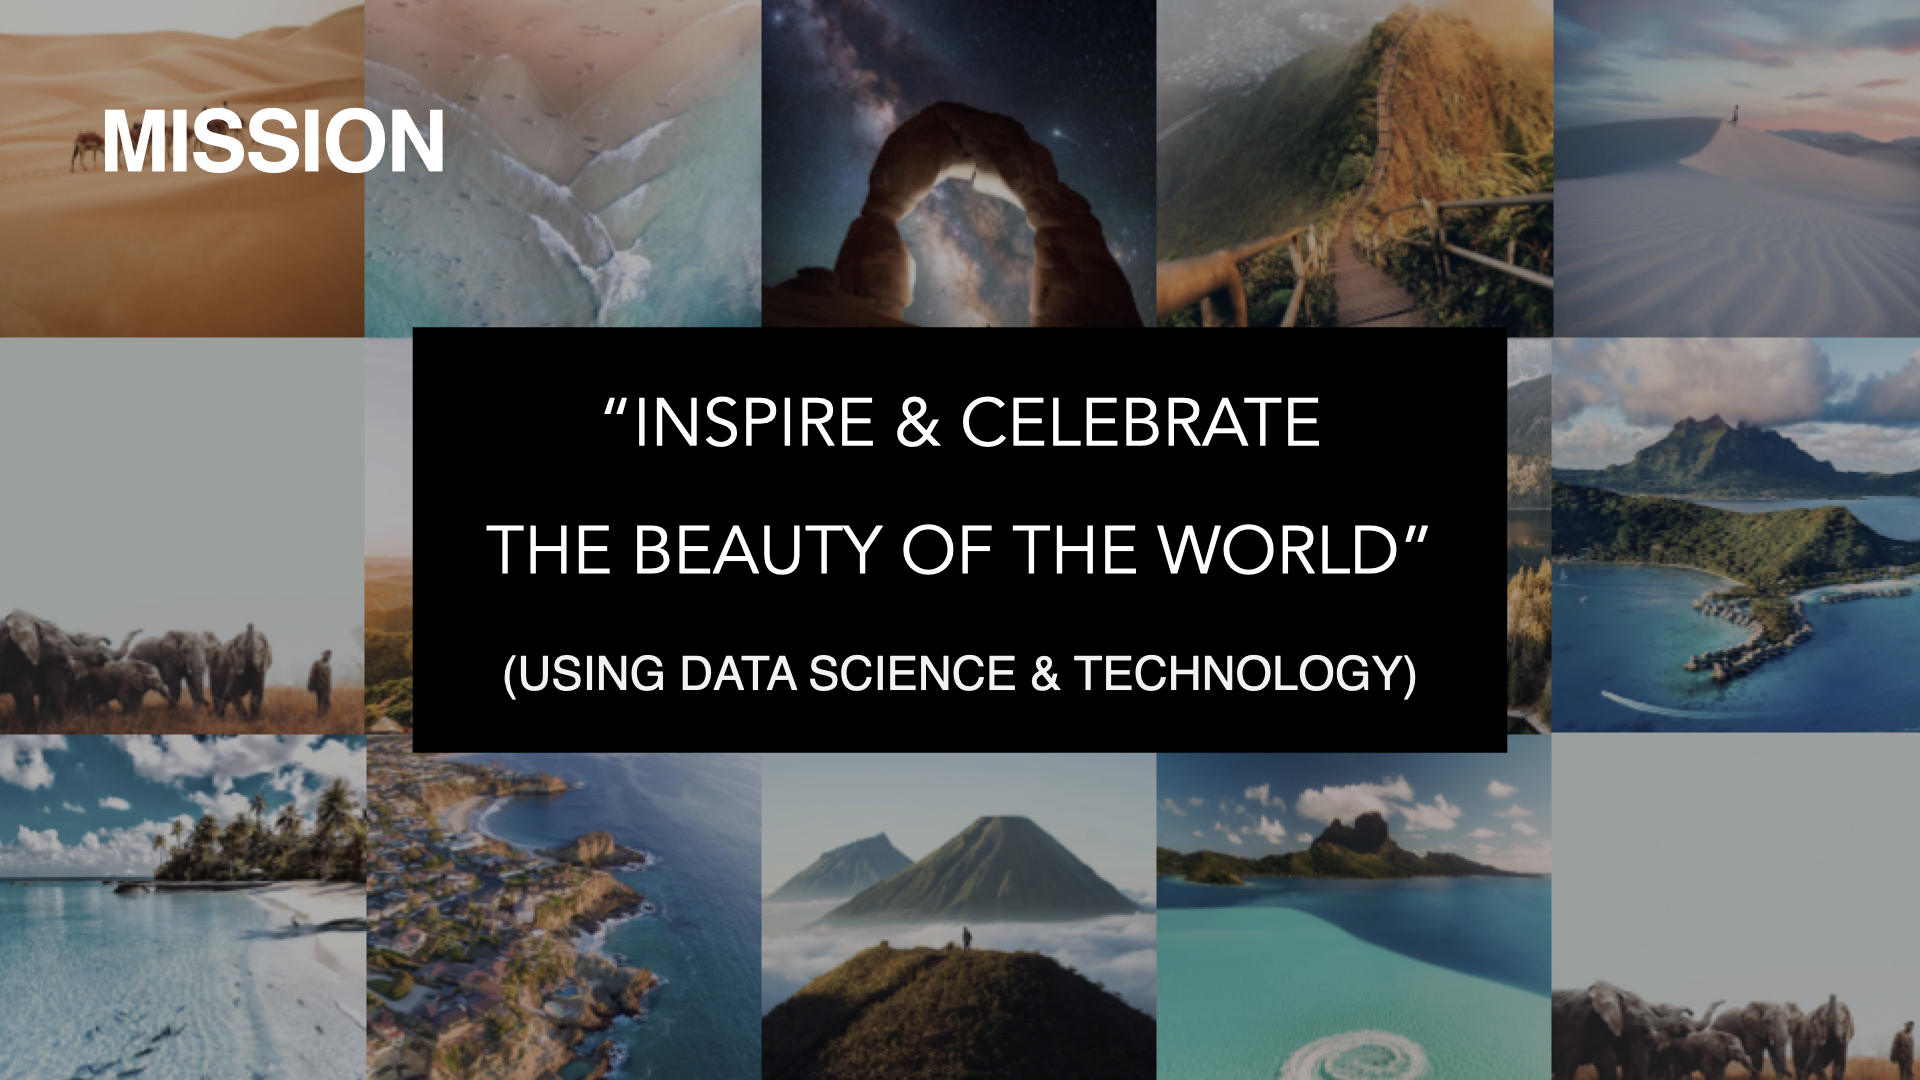 MISSION
“INSPIRE & CELEBRATE
THE BEAUTY OF THE WORLD”
(USING DATA SCIENCE & TECHNOLOGY)